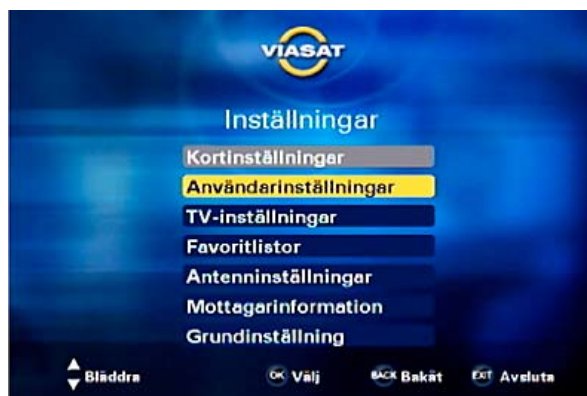 VIASAT
Inställningar
Kortinställningar
Användarinställningar
TV-inställningar
Favoritlistor
Antenninställningar
Mottagarinformation
Grundinställning
Bläddra OK Välj BACK Bakåt EXIT Avsluta